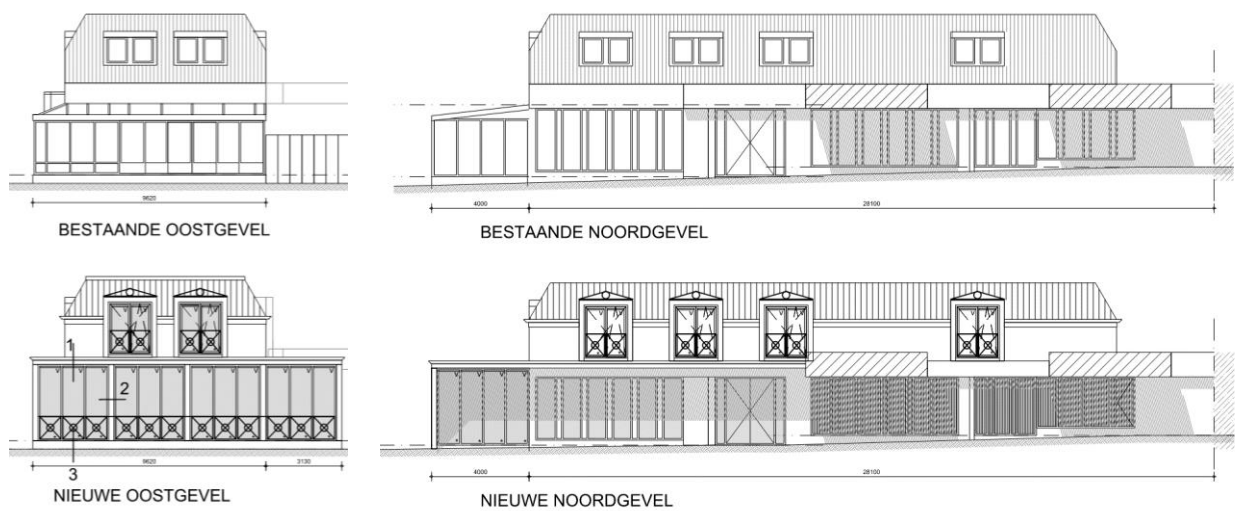 9620
BESTAANDE OOSTGEVEL
4000
28100
BESTAANDE NOORDGEVEL
1
2
3
9620
3130
NIEUWE OOSTGEVEL
4000
28100
NIEUWE NOORDGEVEL